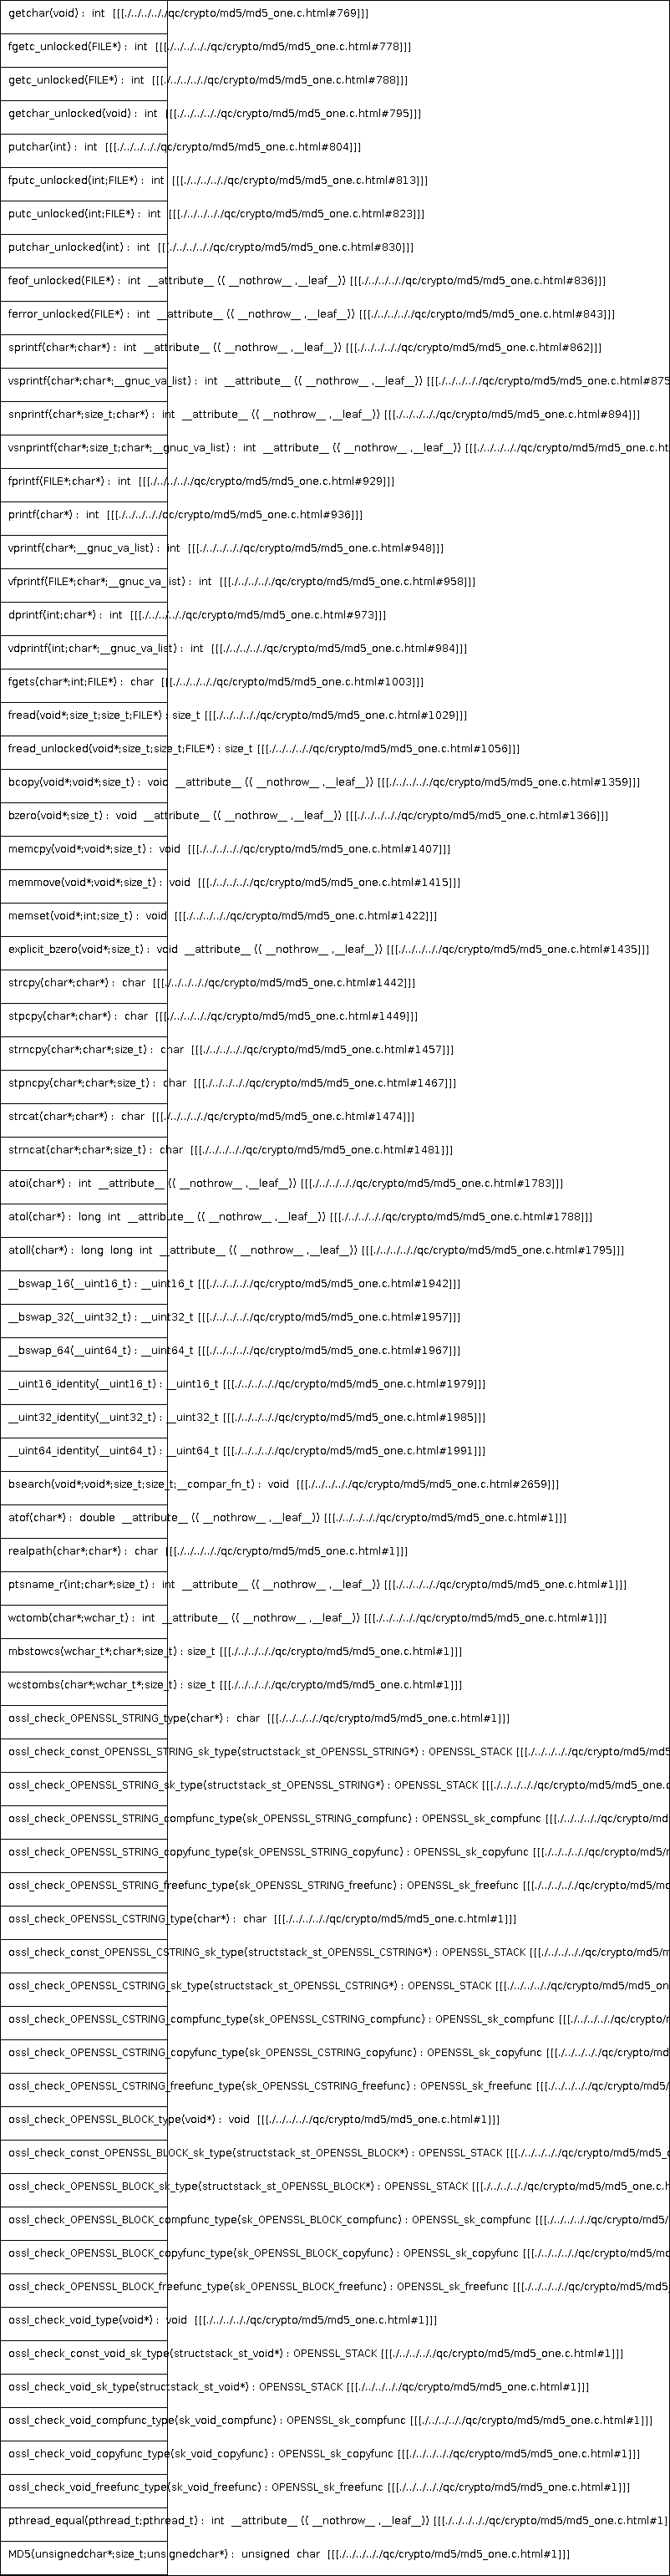 getchar(void) : int [[[./../../../qc/crypto/md5/md5_one.c.html#769]]]
fgetc_unlocked(FILE*) : int [[[./../../../qc/crypto/md5/md5_one.c.html#778]]]
getc_unlocked(FILE*) : int [[[./../../../qc/crypto/md5/md5_one.c.html#788]]]
getchar_unlocked(void) : int [[[./../../../qc/crypto/md5/md5_one.c.html#795]]]
putchar(int) : int [[[./../../../qc/crypto/md5/md5_one.c.html#804]]]
fputc_unlocked(int;FILE*) : int [[[./../../../qc/crypto/md5/md5_one.c.html#813]]]
putc_unlocked(int;FILE*) : int [[[./../../../qc/crypto/md5/md5_one.c.html#823]]]
putchar_unlocked(int) : int [[[./../../../qc/crypto/md5/md5_one.c.html#830]]]
feof_unlocked(FILE*) : int __attribute__ (( __nothrow__ ,__leaf__)) [[[./../../../qc/crypto/md5/md5_one.c.html#836]]]
ferror_unlocked(FILE*) : int __attribute__ (( __nothrow__ ,__leaf__)) [[[./../../../qc/crypto/md5/md5_one.c.html#843]]]
sprintf(char*;char*) : int __attribute__ (( __nothrow__ ,__leaf__)) [[[./../../../qc/crypto/md5/md5_one.c.html#862]]]
vsprintf(char*;char*;__gnuc_va_list) : int __attribute__ (( __nothrow__ ,__leaf__)) [[[./../../../qc/crypto/md5/md5_one.c.html#875
snprintf(char*;size_t;char*) : int __attribute__ (( __nothrow__ ,__leaf__)) [[[./../../../qc/crypto/md5/md5_one.c.html#894]]]
vsnprintf(char*;size_t;char*;__gnuc_va_list) : int __attribute__ (( __nothrow__ ,__leaf__)) [[[./../../../qc/crypto/md5/md5_one.c.ht
fprintf(FILE*;char*) : int [[[./../../../qc/crypto/md5/md5_one.c.html#929]]]
printf(char*) : int [[[./../../../qc/crypto/md5/md5_one.c.html#936]]]
vprintf(char*;__gnuc_va_list) : int [[[./../../../qc/crypto/md5/md5_one.c.html#948]]]
vfprintf(FILE*;char*;__gnuc_va_list) : int [[[./../../../qc/crypto/md5/md5_one.c.html#958]]]
dprintf(int;char*) : int [[[./../../../qc/crypto/md5/md5_one.c.html#973]]]
vdprintf(int;char*;__gnuc_va_list) : int [[[./../../../qc/crypto/md5/md5_one.c.html#984]]]
fgets(char*;int;FILE*) : char [[[./../../../qc/crypto/md5/md5_one.c.html#1003]]]
fread(void*;size_t;size_t;FILE*) : size_t [[[./../../../qc/crypto/md5/md5_one.c.html#1029]]]
fread_unlocked(void*;size_t;size_t;FILE*) : size_t [[[./../../../qc/crypto/md5/md5_one.c.html#1056]]]
bcopy(void*;void*;size_t) : void __attribute__ (( __nothrow__ ,__leaf__)) [[[./../../../qc/crypto/md5/md5_one.c.html#1359]]]
bzero(void*;size_t) : void __attribute__ (( __nothrow__ ,__leaf__)) [[[./../../../qc/crypto/md5/md5_one.c.html#1366]]]
memcpy(void*;void*;size_t) : void [[[./../../../qc/crypto/md5/md5_one.c.html#1407]]]
memmove(void*;void*;size_t) : void [[[./../../../qc/crypto/md5/md5_one.c.html#1415]]]
memset(void*;int;size_t) : void [[[./../../../qc/crypto/md5/md5_one.c.html#1422]]]
explicit_bzero(void*;size_t) : void __attribute__ (( __nothrow__ ,__leaf__)) [[[./../../../qc/crypto/md5/md5_one.c.html#1435]]]
strcpy(char*;char*) : char [[[./../../../qc/crypto/md5/md5_one.c.html#1442]]]
stpcpy(char*;char*) : char [[[./../../../qc/crypto/md5/md5_one.c.html#1449]]]
strncpy(char*;char*;size_t) : char [[[./../../../qc/crypto/md5/md5_one.c.html#1457]]]
stpncpy(char*;char*;size_t) : char [[[./../../../qc/crypto/md5/md5_one.c.html#1467]]]
strcat(char*;char*) : char [[[./../../../qc/crypto/md5/md5_one.c.html#1474]]]
strncat(char*;char*;size_t) : char [[[./../../../qc/crypto/md5/md5_one.c.html#1481]]]
atoi(char*) : int __attribute__ (( __nothrow__ ,__leaf__)) [[[./../../../qc/crypto/md5/md5_one.c.html#1783]]]
atol(char*) : long int __attribute__ (( __nothrow__ ,__leaf__)) [[[./../../../qc/crypto/md5/md5_one.c.html#1788]]]
atoll(char*) : long long int __attribute__ (( __nothrow__ ,__leaf__)) [[[./../../../qc/crypto/md5/md5_one.c.html#1795]]]
__bswap_16(__uint16_t) : __uint16_t [[[./../../../qc/crypto/md5/md5_one.c.html#1942]]]
__bswap_32(__uint32_t) : __uint32_t [[[./../../../qc/crypto/md5/md5_one.c.html#1957]]]
__bswap_64(__uint64_t) : __uint64_t [[[./../../../qc/crypto/md5/md5_one.c.html#1967]]]
__uint16_identity(__uint16_t) : __uint16_t [[[./../../../qc/crypto/md5/md5_one.c.html#1979]]]
__uint32_identity(__uint32_t) : __uint32_t [[[./../../../qc/crypto/md5/md5_one.c.html#1985]]]
__uint64_identity(__uint64_t) : __uint64_t [[[./../../../qc/crypto/md5/md5_one.c.html#1991]]]
bsearch(void*;void*;size_t;size_t;__compar_fn_t) : void [[[./../../../qc/crypto/md5/md5_one.c.html#2659]]]
atof(char*) : double __attribute__ (( __nothrow__ ,__leaf__)) [[[./../../../qc/crypto/md5/md5_one.c.html#1]]]
realpath(char*;char*) : char [[[./../../../qc/crypto/md5/md5_one.c.html#1]]]
ptsname_r(int;char*;size_t) : int __attribute__ (( __nothrow__ ,__leaf__)) [[[./../../../qc/crypto/md5/md5_one.c.html#1]]]
wctomb(char*;wchar_t) : int __attribute__ (( __nothrow__ ,__leaf__)) [[[./../../../qc/crypto/md5/md5_one.c.html#1]]]
mbstowcs(wchar_t*;char*;size_t) : size_t [[[./../../../qc/crypto/md5/md5_one.c.html#1]]]
wcstombs(char*;wchar_t*;size_t) : size_t [[[./../../../qc/crypto/md5/md5_one.c.html#1]]]
ossl_check_OPENSSL_STRING_type(char*) : char [[[./../../../qc/crypto/md5/md5_one.c.html#1]]]
ossl_check_const_OPENSSL_STRING_sk_type(structstack_st_OPENSSL_STRING*) : OPENSSL_STACK [[[./../../../qc/crypto/md5/md5
ossl_check_OPENSSL_STRING_sk_type(structstack_st_OPENSSL_STRING*) : OPENSSL_STACK [[[./../../../qc/crypto/md5/md5_one.c
ossl_check_OPENSSL_STRING_compfunc_type(sk_OPENSSL_STRING_compfunc) : OPENSSL_sk_compfunc [[[./../../../qc/crypto/md
ossl_check_OPENSSL_STRING_copyfunc_type(sk_OPENSSL_STRING_copyfunc) : OPENSSL_sk_copyfunc [[[./../../../qc/crypto/md5/m
ossl_check_OPENSSL_STRING_freefunc_type(sk_OPENSSL_STRING_freefunc) : OPENSSL_sk_freefunc [[[./../../../qc/crypto/md5/md
ossl_check_OPENSSL_CSTRING_type(char*) : char [[[./../../../qc/crypto/md5/md5_one.c.html#1]]]
ossl_check_const_OPENSSL_CSTRING_sk_type(structstack_st_OPENSSL_CSTRING*) : OPENSSL_STACK [[[./../../../qc/crypto/md5/m
ossl_check_OPENSSL_CSTRING_sk_type(structstack_st_OPENSSL_CSTRING*) : OPENSSL_STACK [[[./../../../qc/crypto/md5/md5_on
ossl_check_OPENSSL_CSTRING_compfunc_type(sk_OPENSSL_CSTRING_compfunc) : OPENSSL_sk_compfunc [[[./../../../qc/crypto/
ossl_check_OPENSSL_CSTRING_copyfunc_type(sk_OPENSSL_CSTRING_copyfunc) : OPENSSL_sk_copyfunc [[[./../../../qc/crypto/md
ossl_check_OPENSSL_CSTRING_freefunc_type(sk_OPENSSL_CSTRING_freefunc) : OPENSSL_sk_freefunc [[[./../../../qc/crypto/md5/
ossl_check_OPENSSL_BLOCK_type(void*) : void [[[./../../../qc/crypto/md5/md5_one.c.html#1]]]
ossl_check_const_OPENSSL_BLOCK_sk_type(structstack_st_OPENSSL_BLOCK*) : OPENSSL_STACK [[[./../../../qc/crypto/md5/md5_
ossl_check_OPENSSL_BLOCK_sk_type(structstack_st_OPENSSL_BLOCK*) : OPENSSL_STACK [[[./../../../qc/crypto/md5/md5_one.c.h
ossl_check_OPENSSL_BLOCK_compfunc_type(sk_OPENSSL_BLOCK_compfunc) : OPENSSL_sk_compfunc [[[./../../../qc/crypto/md5/
ossl_check_OPENSSL_BLOCK_copyfunc_type(sk_OPENSSL_BLOCK_copyfunc) : OPENSSL_sk_copyfunc [[[./../../../qc/crypto/md5/md
ossl_check_OPENSSL_BLOCK_freefunc_type(sk_OPENSSL_BLOCK_freefunc) : OPENSSL_sk_freefunc [[[./../../../qc/crypto/md5/md5_
ossl_check_void_type(void*) : void [[[./../../../qc/crypto/md5/md5_one.c.html#1]]]
ossl_check_const_void_sk_type(structstack_st_void*) : OPENSSL_STACK [[[./../../../qc/crypto/md5/md5_one.c.html#1]]]
ossl_check_void_sk_type(structstack_st_void*) : OPENSSL_STACK [[[./../../../qc/crypto/md5/md5_one.c.html#1]]]
ossl_check_void_compfunc_type(sk_void_compfunc) : OPENSSL_sk_compfunc [[[./../../../qc/crypto/md5/md5_one.c.html#1]]]
ossl_check_void_copyfunc_type(sk_void_copyfunc) : OPENSSL_sk_copyfunc [[[./../../../qc/crypto/md5/md5_one.c.html#1]]]
ossl_check_void_freefunc_type(sk_void_freefunc) : OPENSSL_sk_freefunc [[[./../../../qc/crypto/md5/md5_one.c.html#1]]]
pthread_equal(pthread_t;pthread_t) : int __attribute__ (( __nothrow__ ,__leaf__)) [[[./../../../qc/crypto/md5/md5_one.c.html#1]
MD5(unsignedchar*;size_t;unsignedchar*) : unsigned char [[[./../../../qc/crypto/md5/md5_one.c.html#1]]]